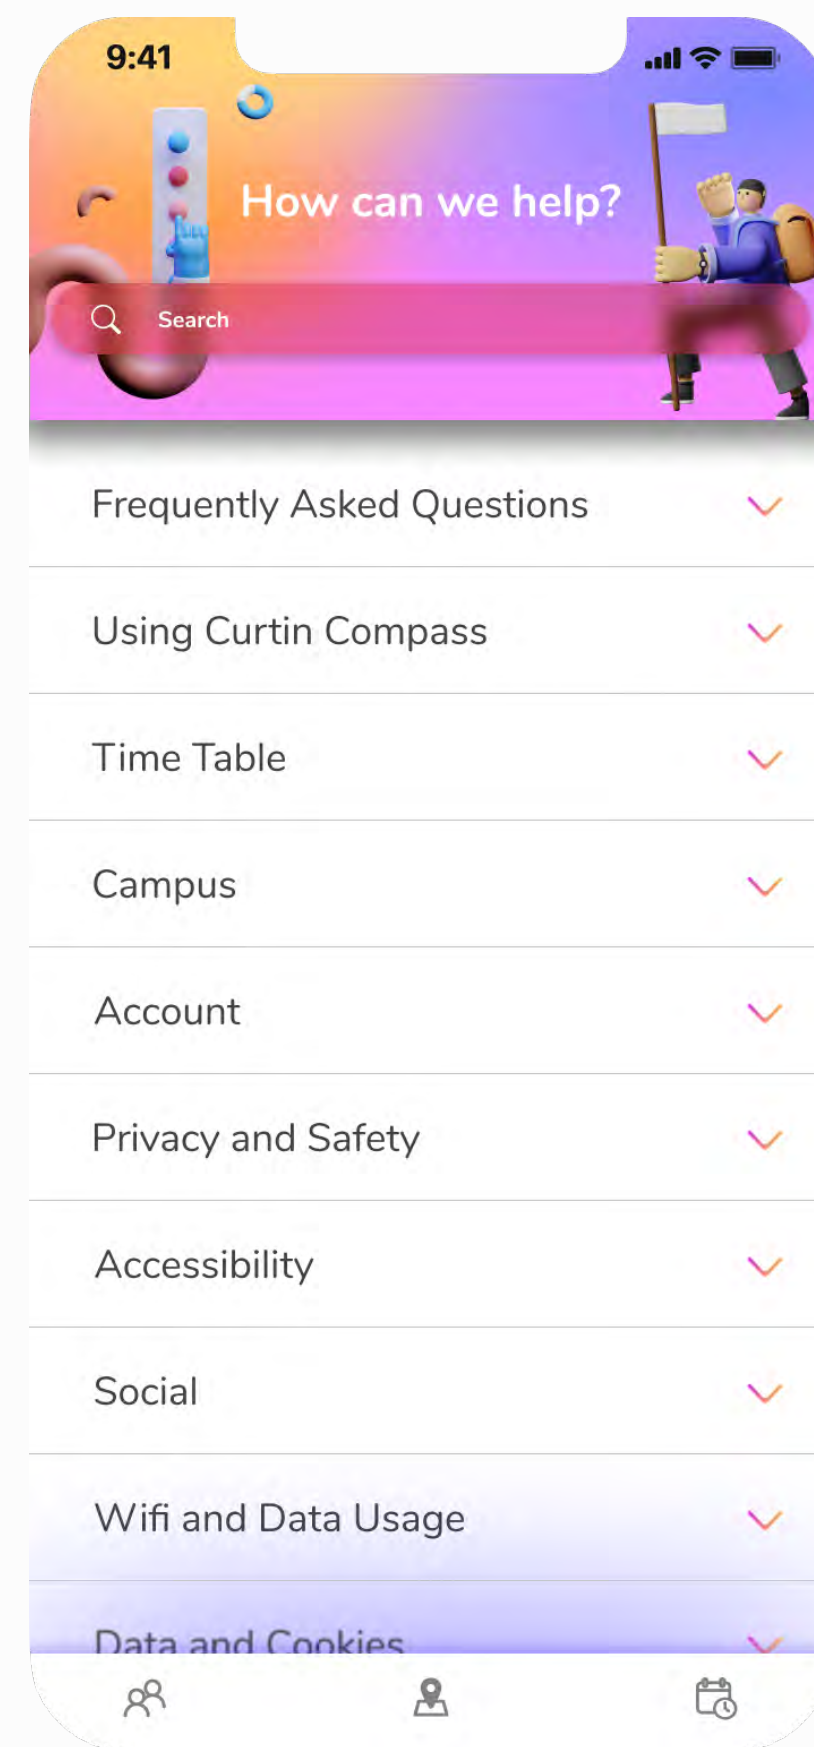 9:41
How can we help?
Search
Frequently Asked Questions
Using Curtin Compass
Time Table
Campus
Account
Privacy and Safety
Accessibility
Social
Wifi and Data Usage
Data and Cookies